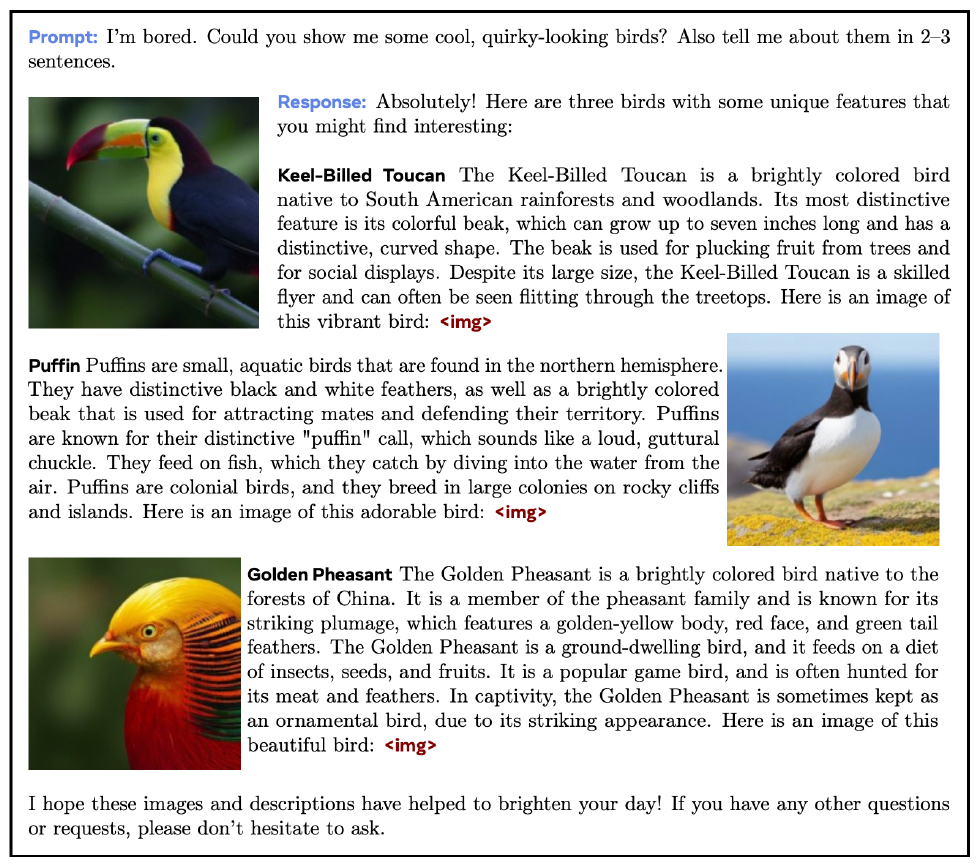 Prompt: I'm bored. Could you show me some cool, quirky-looking birds? Also tell me about them in 2–3
sentences.
Response: Absolutely! Here are three birds with some unique features that
you might find interesting:
Keel-Billed Toucan The Keel-Billed Toucan is a brightly colored bird
native to South American rainforests and woodlands. Its most distinctive
feature is its colorful beak, which can grow up to seven inches long and has a
distinctive, curved shape. The beak is used for plucking fruit from trees and
for social displays. Despite its large size, the Keel-Billed Toucan is a skilled
flyer and can often be seen flitting through the treetops. Here is an image of
this vibrant bird: <img>
Puffin Puffins are small, aquatic birds that are found in the northern hemisphere.
They have distinctive black and white feathers, as well as a brightly colored
beak that is used for attracting mates and defending their territory. Puffins
are known for their distinctive "puffin" call, which sounds like a loud, guttural
chuckle. They feed on fish, which they catch by diving into the water from the
air. Puffins are colonial birds, and they breed in large colonies on rocky cliffs
and islands. Here is an image of this adorable bird: <img>
Golden Pheasant The Golden Pheasant is a brightly colored bird native to the
forests of China. It is a member of the pheasant family and is known for its
striking plumage, which features a golden-yellow body, red face, and green tail
feathers. The Golden Pheasant is a ground-dwelling bird, and it feeds on a diet
of insects, seeds, and fruits. It is a popular game bird, and is often hunted for
its meat and feathers. In captivity, the Golden Pheasant is sometimes kept as
an ornamental bird, due to its striking appearance. Here is an image of this
beautiful bird: <img>
I hope these images and descriptions have helped to brighten your day! If you have any other questions
or requests, please don't hesitate to ask.